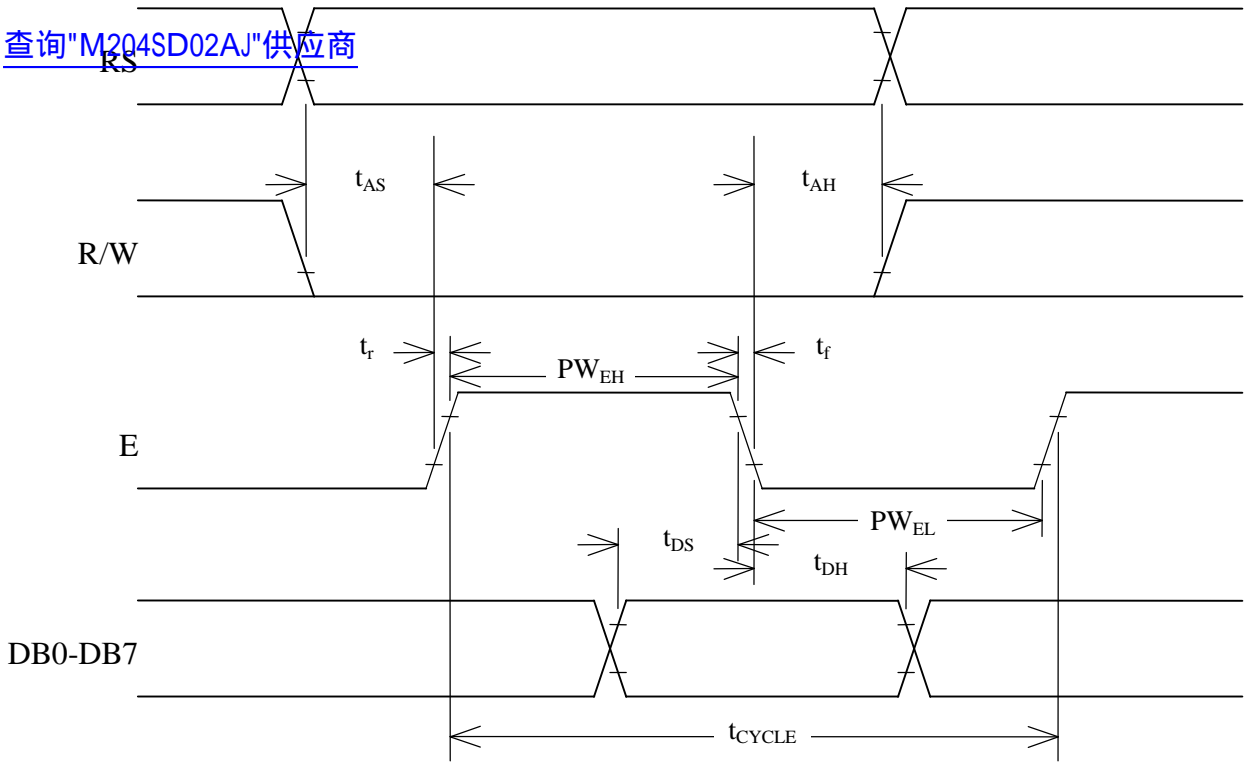 查询"M204SD02AJ"供应商
RS
tAS
tAH
R/W
tr
tf
PWEH
E
PWEL
tDS
tDH
DB0-DB7
tCYCLE